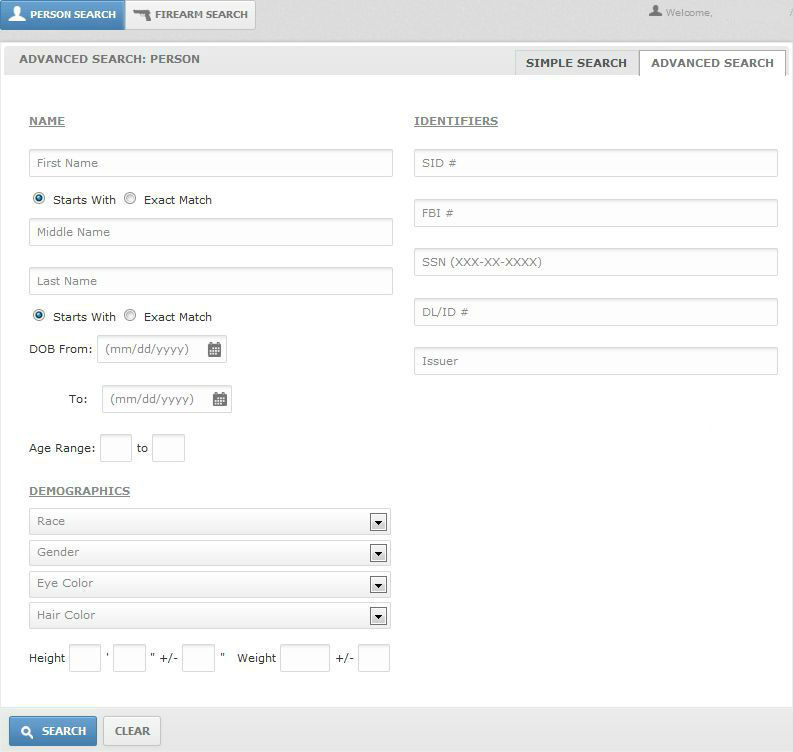 PERSON SEARCH FIREARM SEARCH Welcome,
ADVANCED SEARCH: PERSON SIMPLE SEARCH ADVANCED SEARCH
NAME
First Name
Starts With Exact Match
Middle Name
Last Name
Starts With Exact Match
DOB From: (mm/dd/yyyy)
To: (mm/dd/yyyy)
Age Range: to
DEMOGRAPHICS
Race
Gender
Eye Color
Hair Color
Height ' " +/- " Weight +/-
IDENTIFIERS
SID #
FBI #
SSN (XXX-XX-XXXX)
DL/ID #
Issuer
SEARCH CLEAR